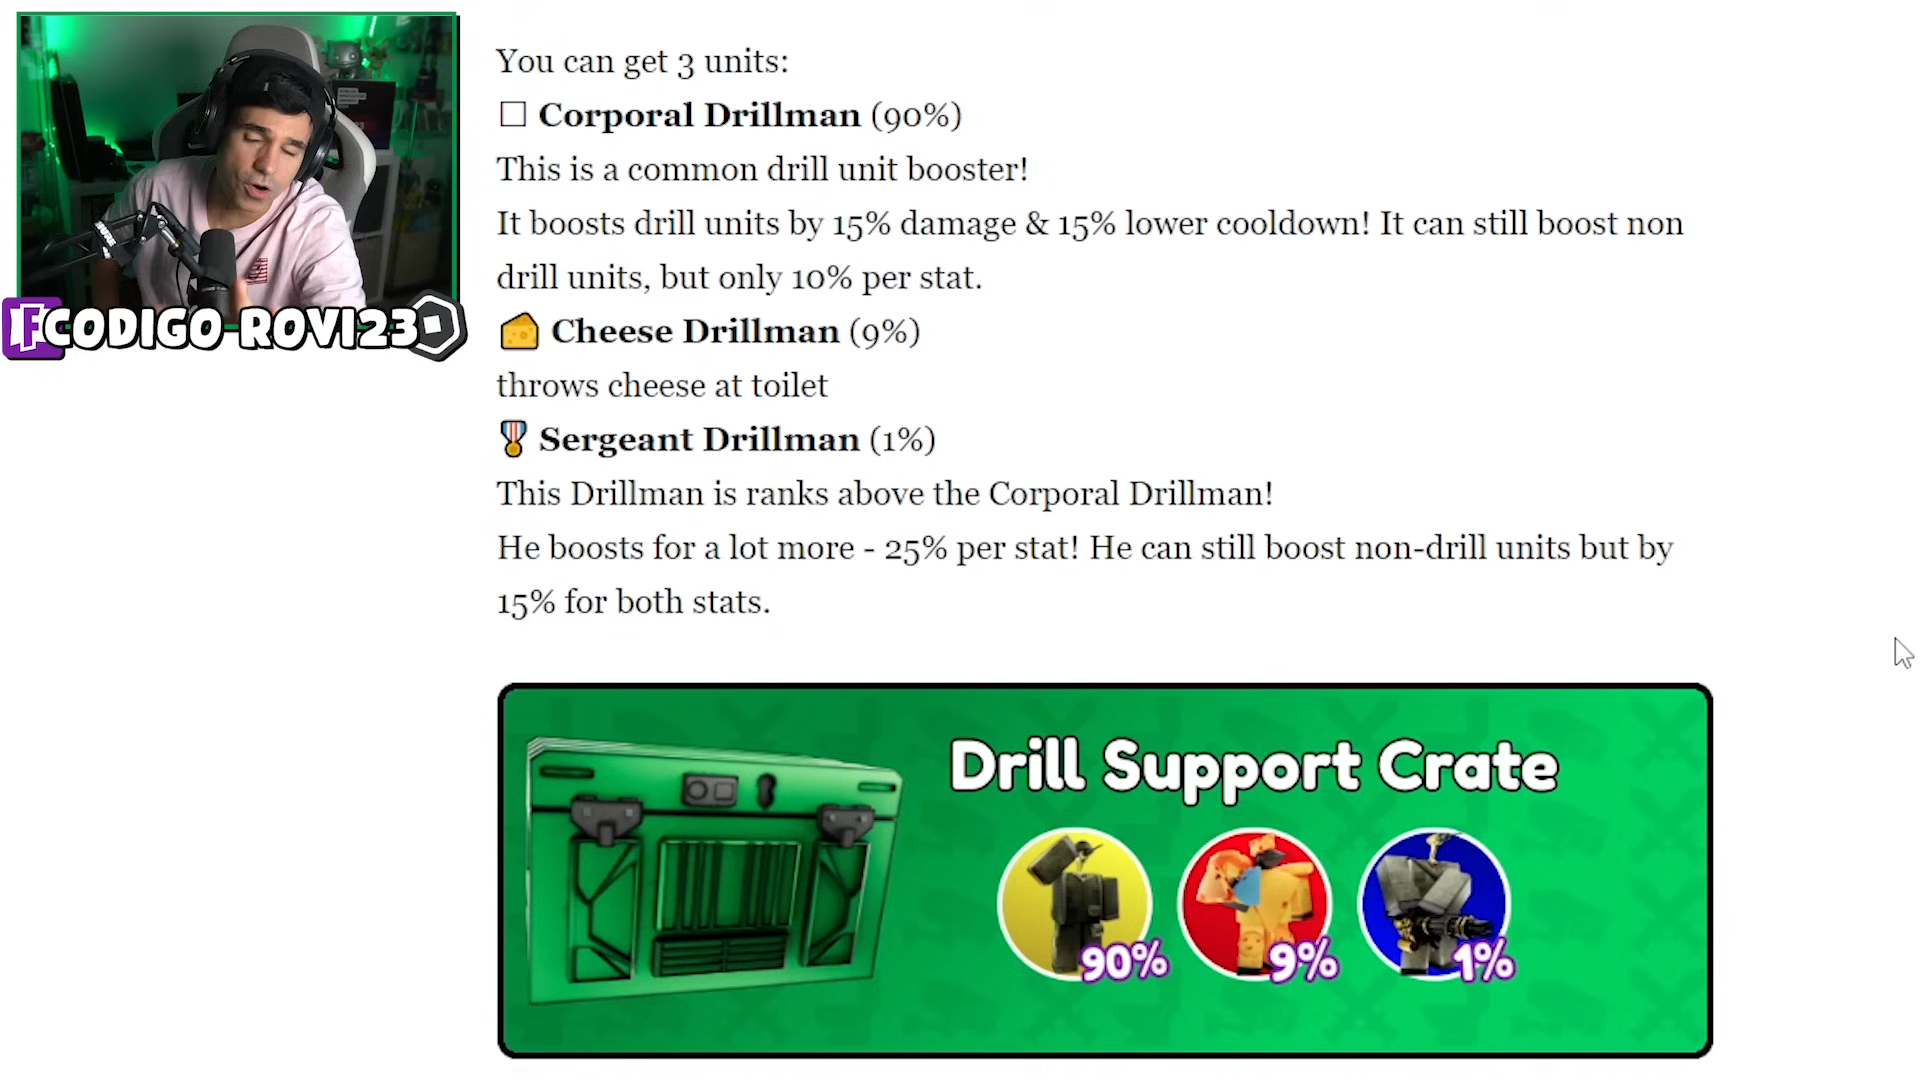 You can get 3 units:
Corporal Drillman (90%)
This is a common drill unit booster!
It boosts drill units by 15% damage & 15% lower cooldown! It can still boost non
drill units, but only 10% per stat.
Cheese Drillman (9%)
throws cheese at toilet
Sergeant Drillman (1%)
This Drillman is ranks above the Corporal Drillman!
He boosts for a lot more - 25% per stat! He can still boost non-drill units but by
15% for both stats.
CODIGO ROVI23
Drill Support Crate
90% 9% 1%